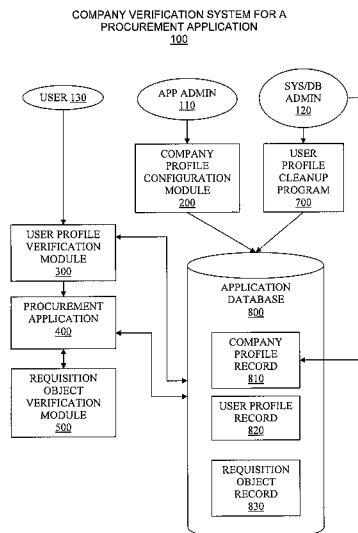 COMPANY VERIFICATION SYSTEM FOR A
PROCUREMENT APPLICATION
100
USER 130
APP ADMIN
110
SYS/DB
ADMIN
120
COMPANY
PROFILE
CONFIGURATION
MODULE
200
USER
PROFILE
CLEANUP
PROGRAM
700
USER PROFILE
VERIFICATION
MODULE
300
PROCUREMENT
APPLICATION
400
REQUISITION
OBJECT
VERIFICATION
MODULE
500
APPLICATION
DATABASE
800
COMPANY
PROFILE
RECORD
810
USER PROFILE
RECORD
820
REQUISITION
OBJECT
RECORD
830